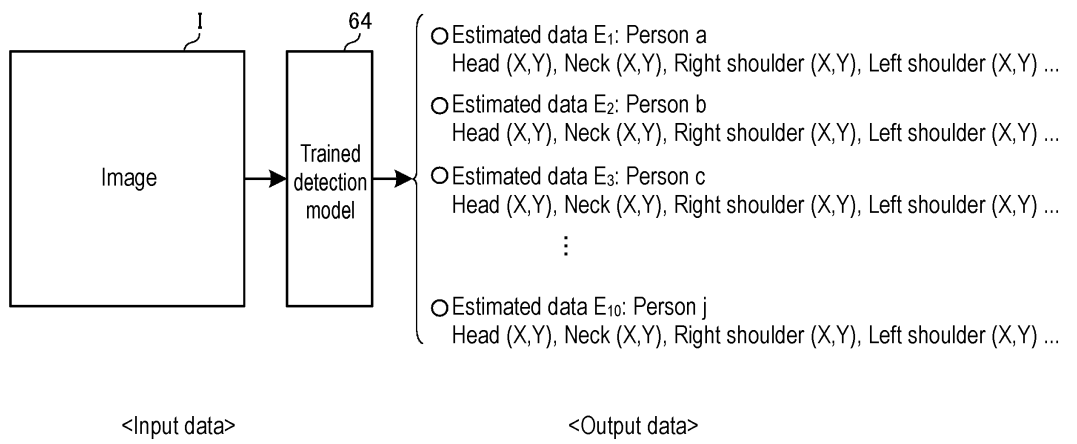 I
64
Image
Trained
detection
model
Estimated data E₁: Person a
Head (X,Y), Neck (X,Y), Right shoulder (X,Y), Left shoulder (X,Y) ...
Estimated data E₂: Person b
Head (X,Y), Neck (X,Y), Right shoulder (X,Y), Left shoulder (X,Y) ...
Estimated data E₃: Person c
Head (X,Y), Neck (X,Y), Right shoulder (X,Y), Left shoulder (X,Y) ...
⋮
Estimated data E₁₀: Person j
Head (X,Y), Neck (X,Y), Right shoulder (X,Y), Left shoulder (X,Y) ...
<Input data>
<Output data>